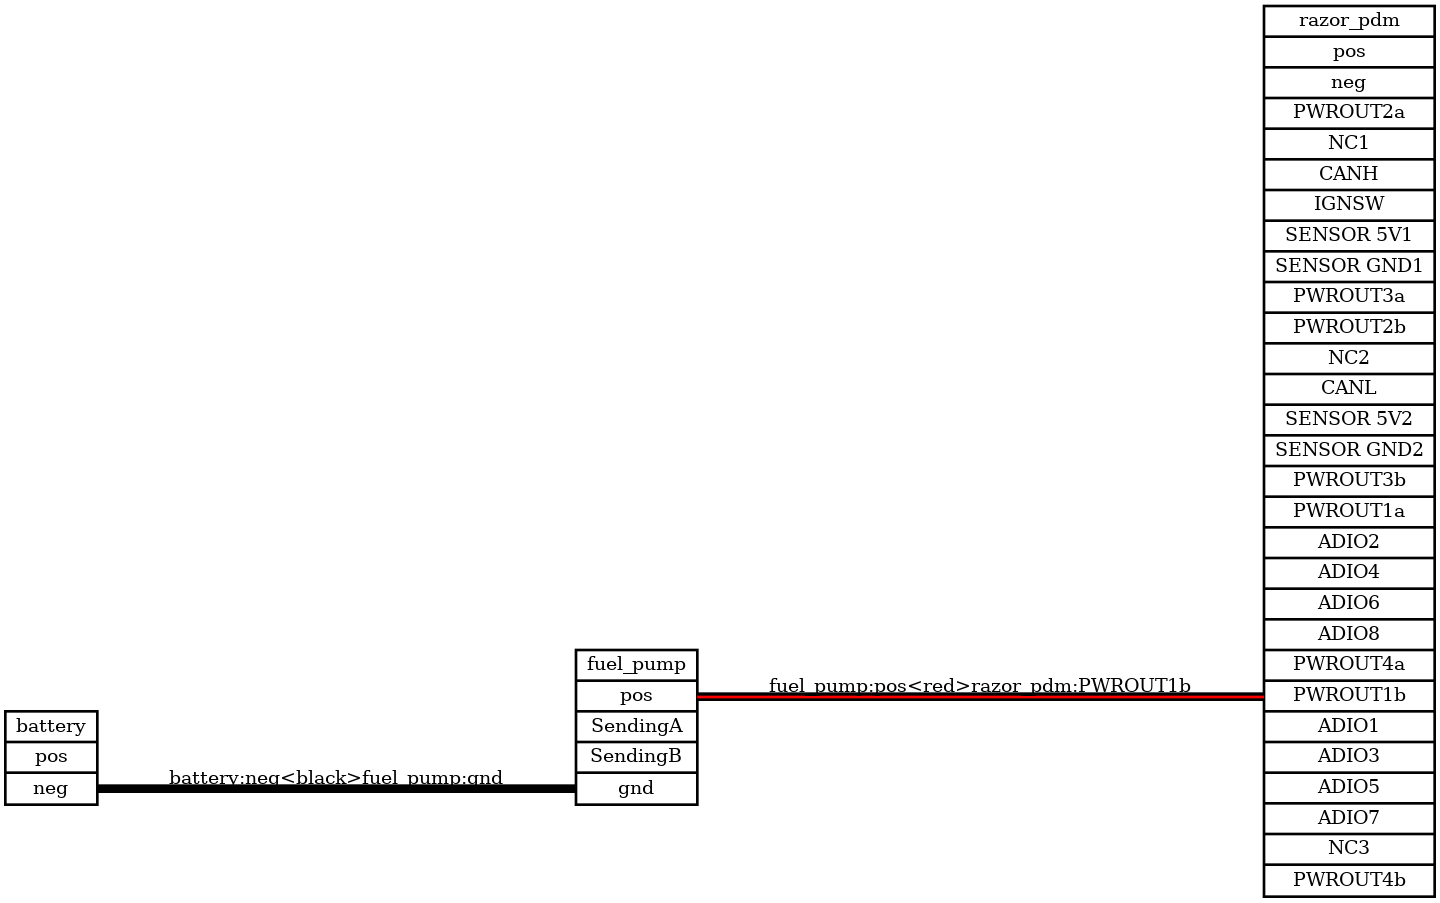 razor_pdm
pos
neg
PWROUT2a
NC1
CANH
IGNSW
SENSOR 5V1
SENSOR GND1
PWROUT3a
PWROUT2b
NC2
CANL
SENSOR 5V2
SENSOR GND2
PWROUT3b
PWROUT1a
ADIO2
ADIO4
ADIO6
ADIO8
PWROUT4a
PWROUT1b
ADIO1
ADIO3
ADIO5
ADIO7
NC3
PWROUT4b
fuel_pump
pos
SendingA
SendingB
gnd
fuel_pump:pos<red>razor_pdm:PWROUT1b
battery
pos
neg
battery:neg<black>fuel_pump:gnd